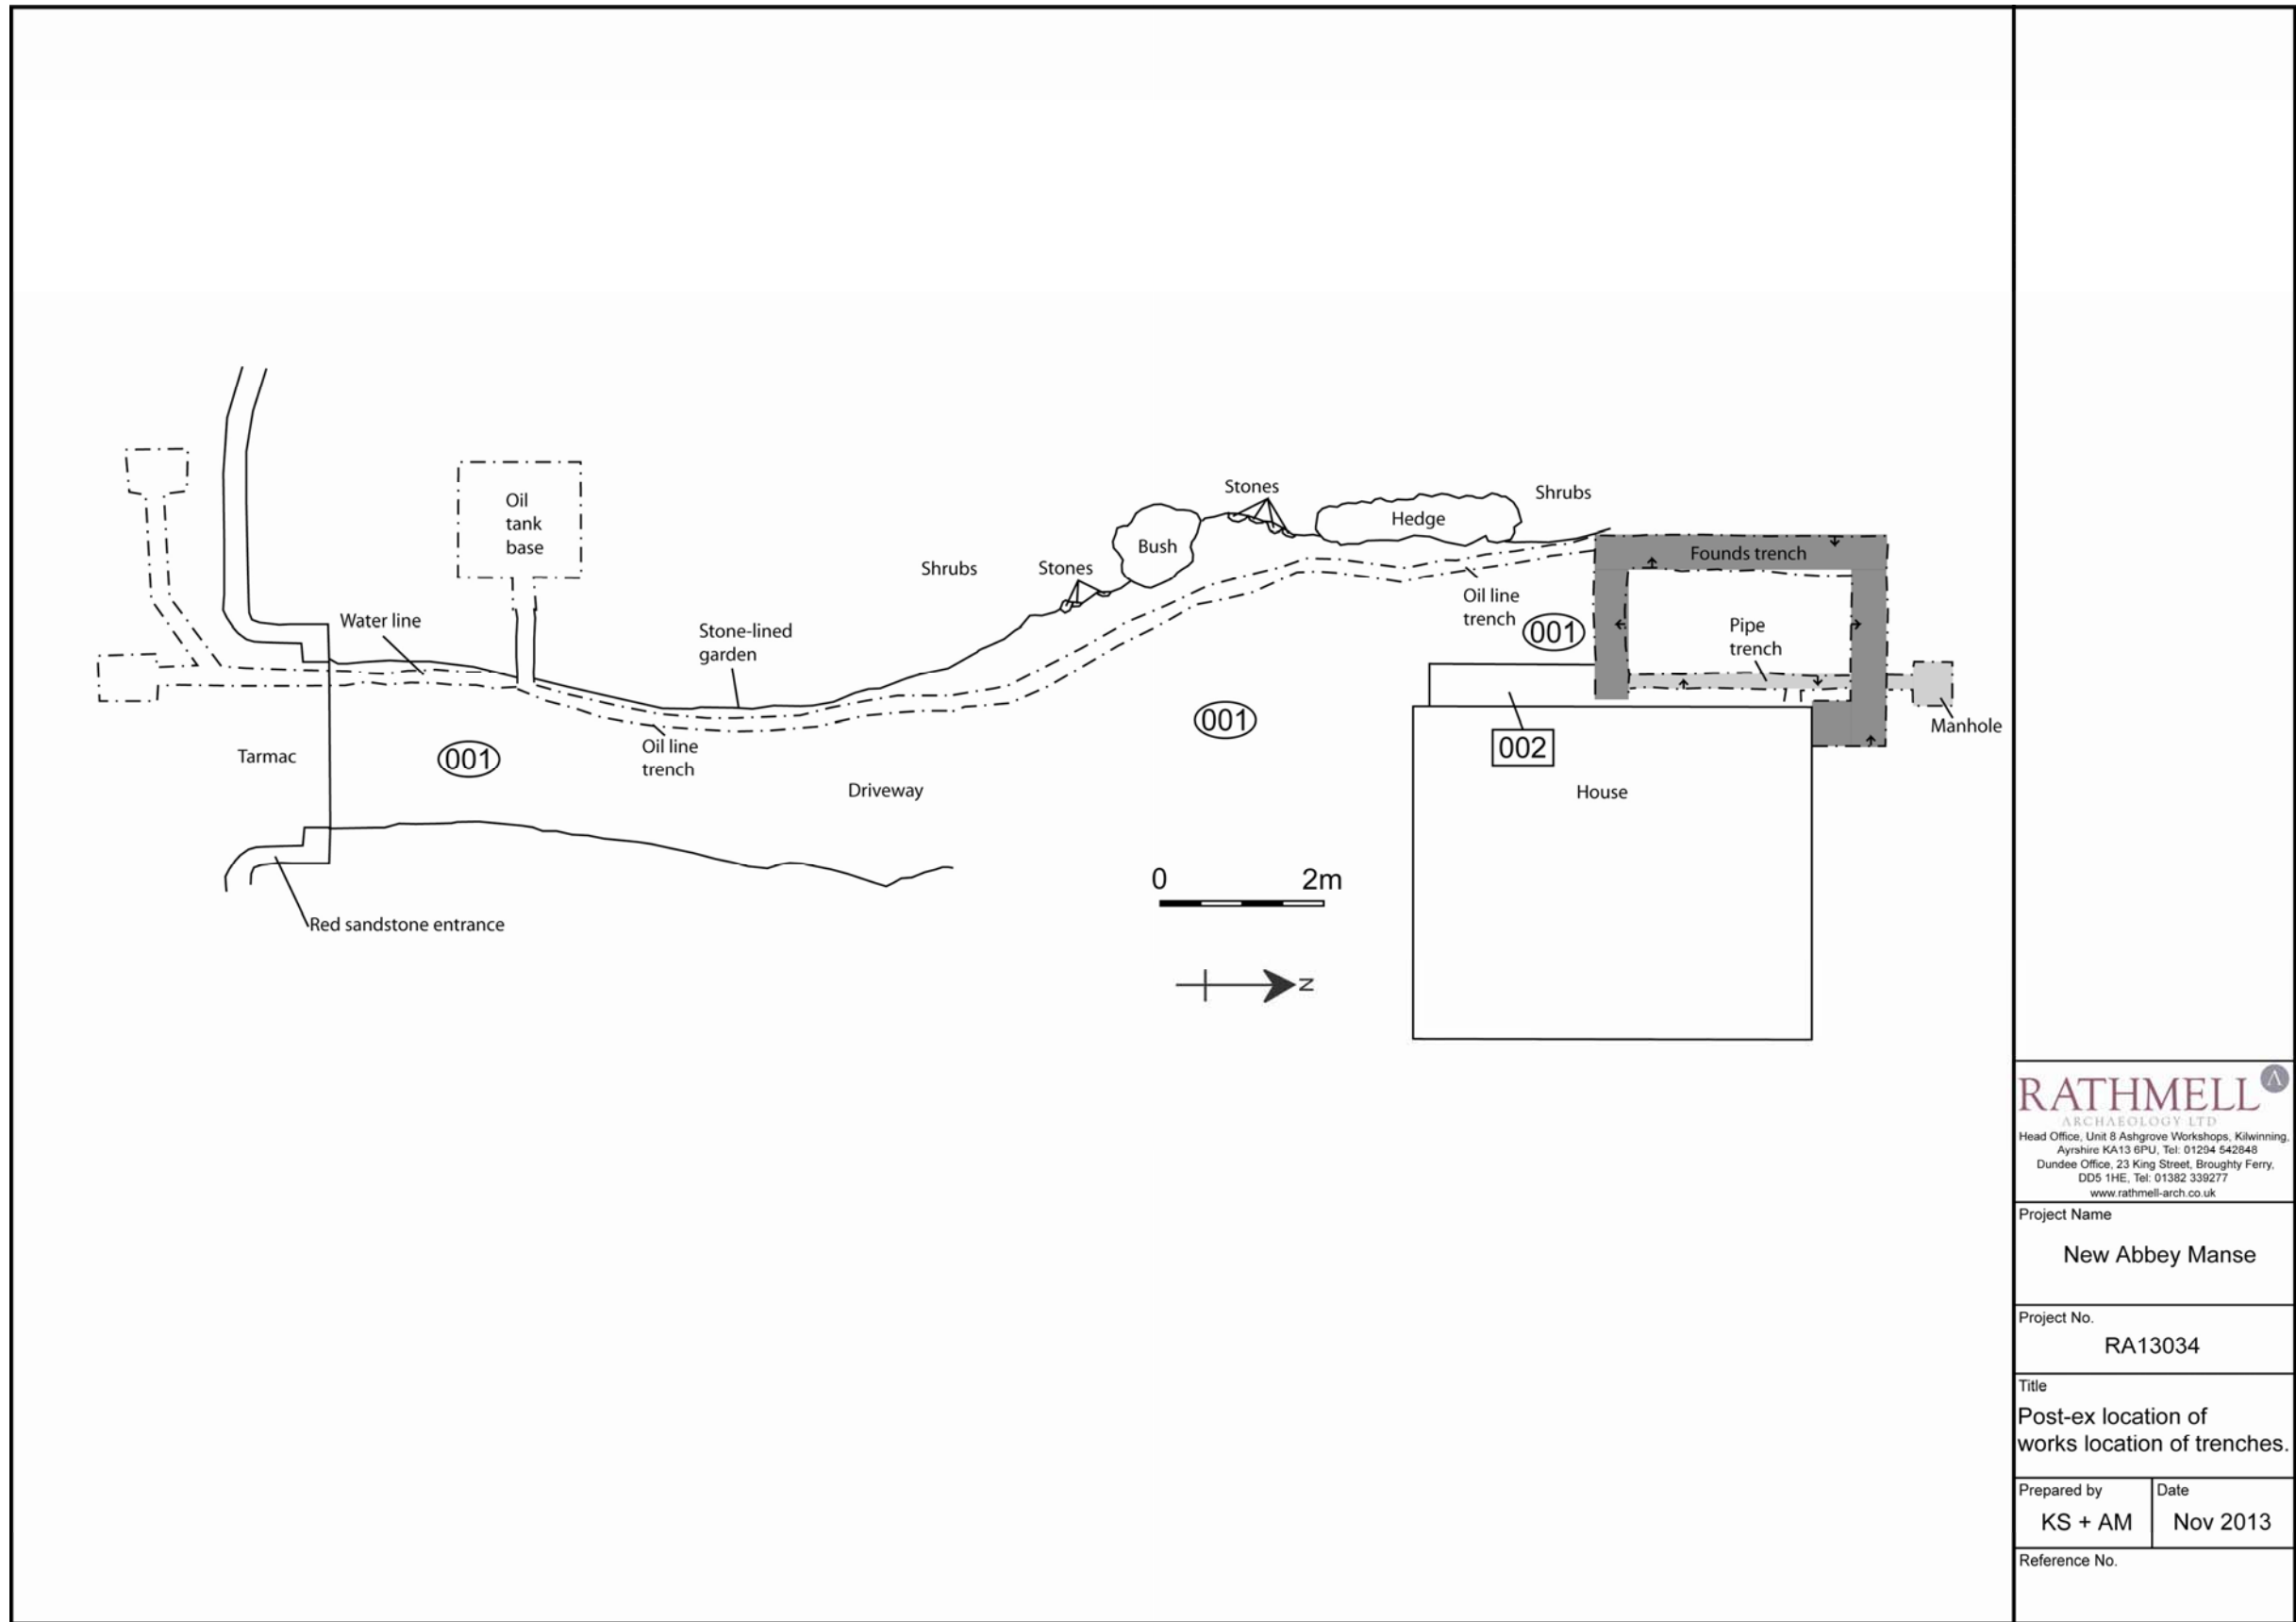 Oil
tank
base
Stones
Hedge
Shrubs
Bush
Founds trench
Shrubs
Stones
Water line
Stone-lined
garden
Oil line
trench
001
Pipe
trench
001
002
Manhole
Tarmac
001
Oil line
trench
Driveway
House
0 2m
Red sandstone entrance
N
RATHMELL
ARCHAEOLOGY LTD
Head Office, Unit 8 Ashgrove Workshops, Kilwinning,
Ayrshire KA13 6PU, Tel: 01294 542848
Dundee Office, 23 King Street, Broughty Ferry,
DD5 1HE, Tel: 01382 339277
www.rathmell-arch.co.uk
Project Name
New Abbey Manse
Project No.
RA13034
Title
Post-ex location of
works location of trenches.
Prepared by
KS + AM
Date
Nov 2013
Reference No.